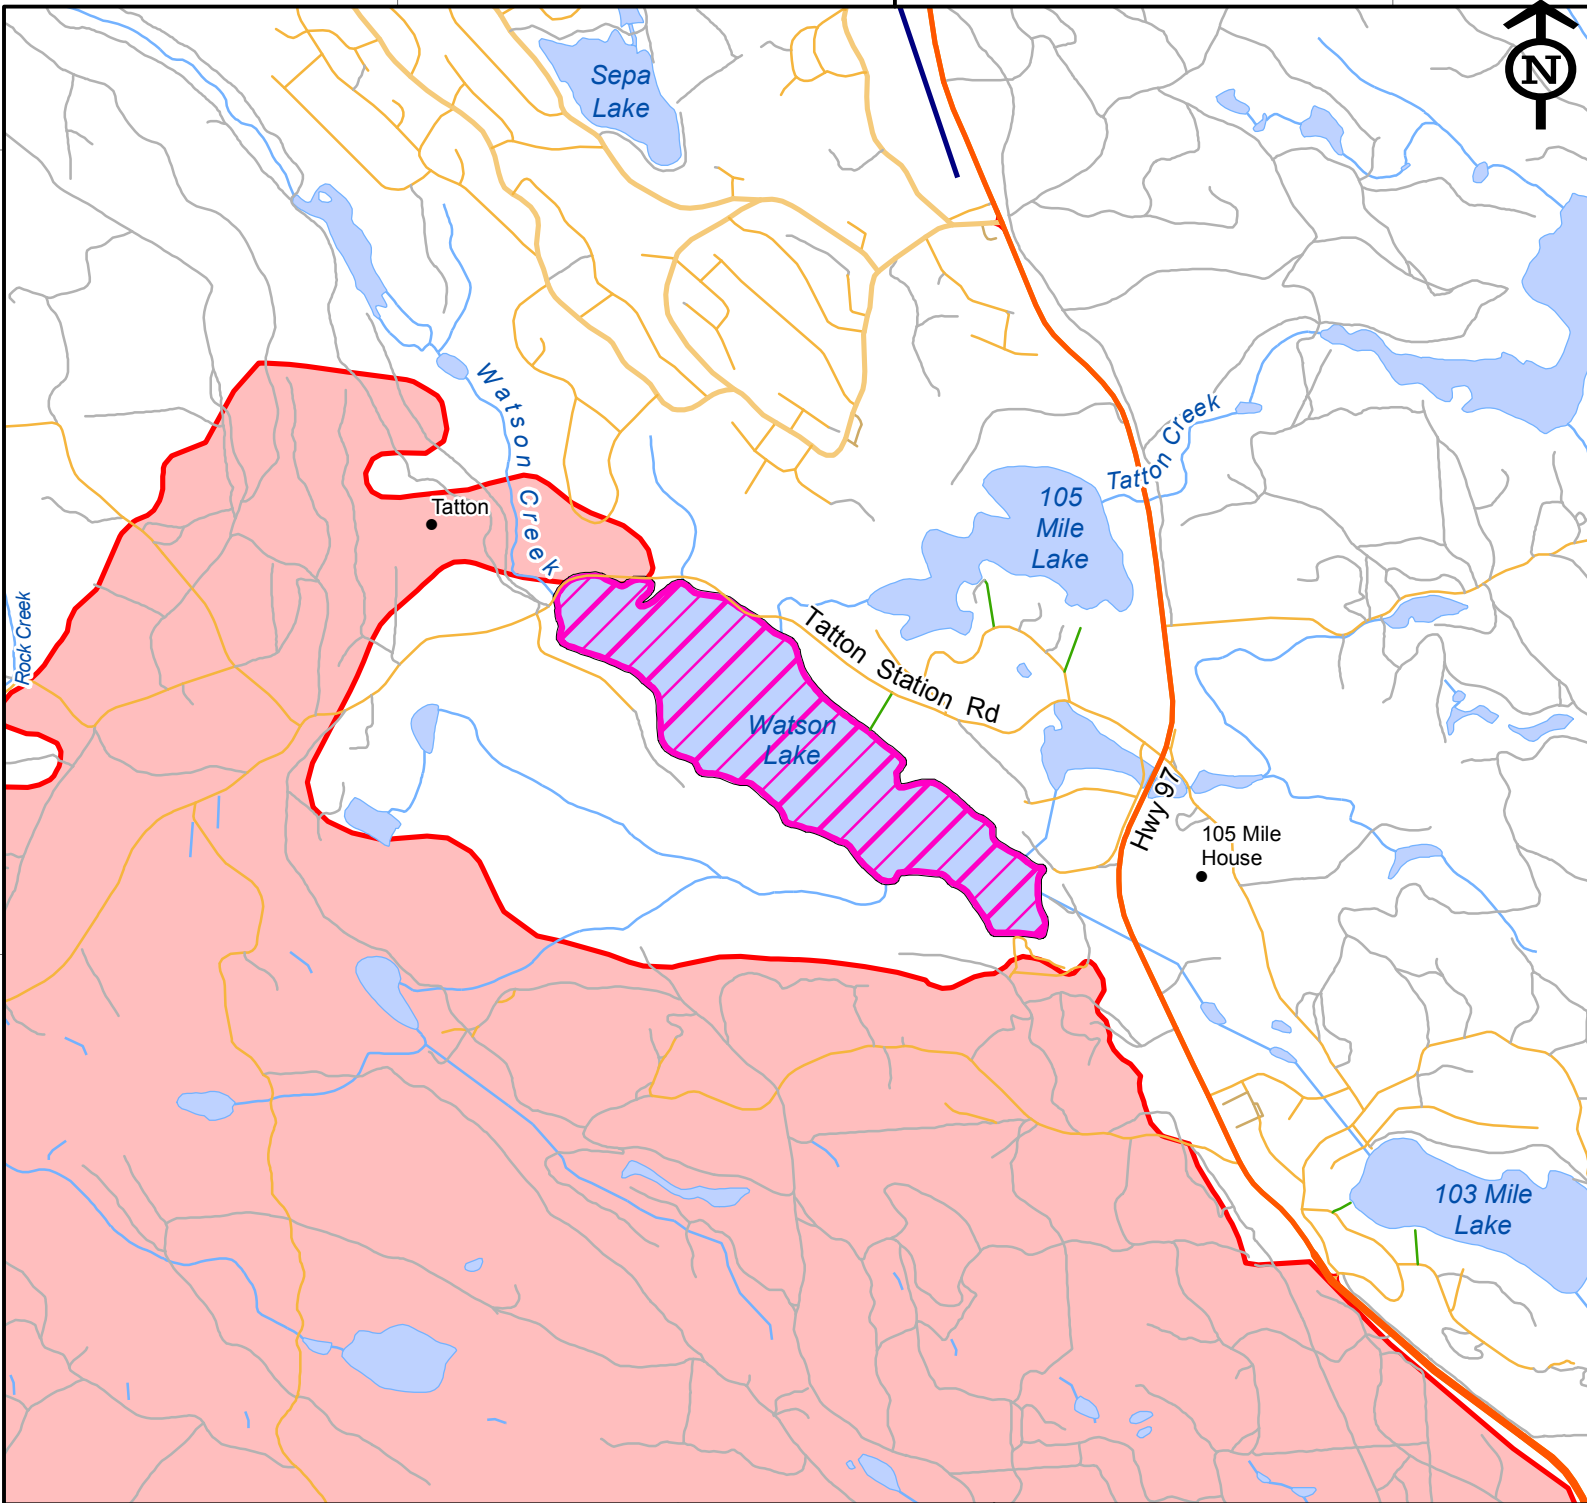 N
Sepa
Lake
Watson Creek
Tatton Creek
105
Mile
Lake
Tatton
Rock Creek
Tatton Station Rd
Watson
Lake
Hwy 97
105 Mile
House
103 Mile
Lake